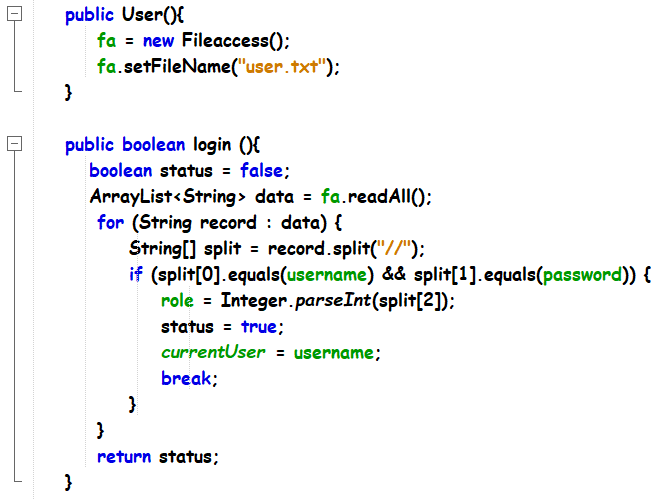 public User(){
fa = new Fileaccess();
fa.setFileName("user.txt");
}
public boolean login (){
boolean status = false;
ArrayList<String> data = fa.readAll();
for (String record : data) {
String[] split = record.split("//");
if (split[0].equals(username) && split[1].equals(password)) {
role = Integer.parseInt(split[2]);
status = true;
currentUser = username;
break;
}
}
return status;
}